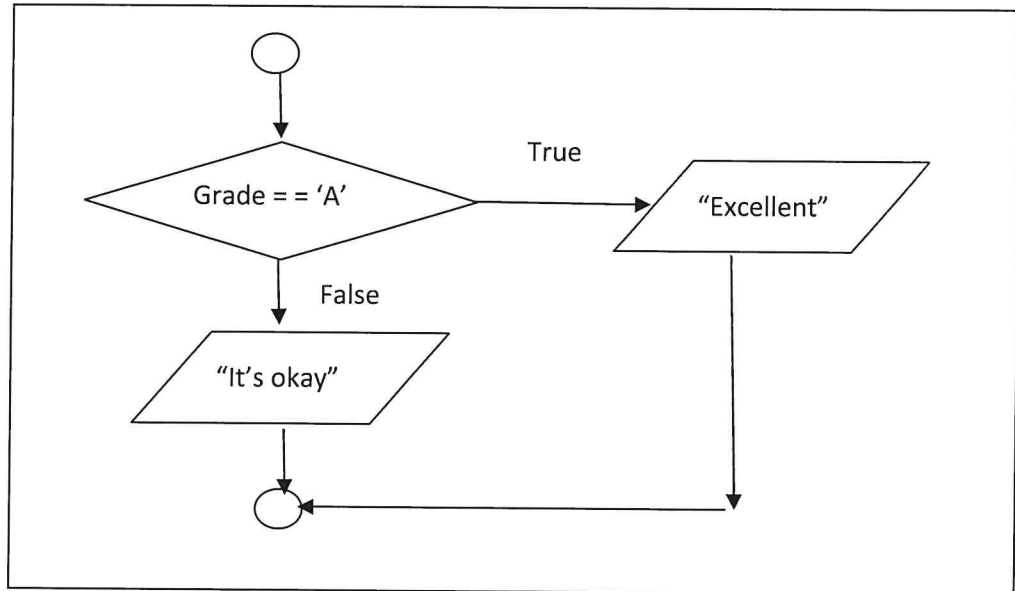 True
Grade = = ‘A’
“Excellent”
False
“It’s okay”